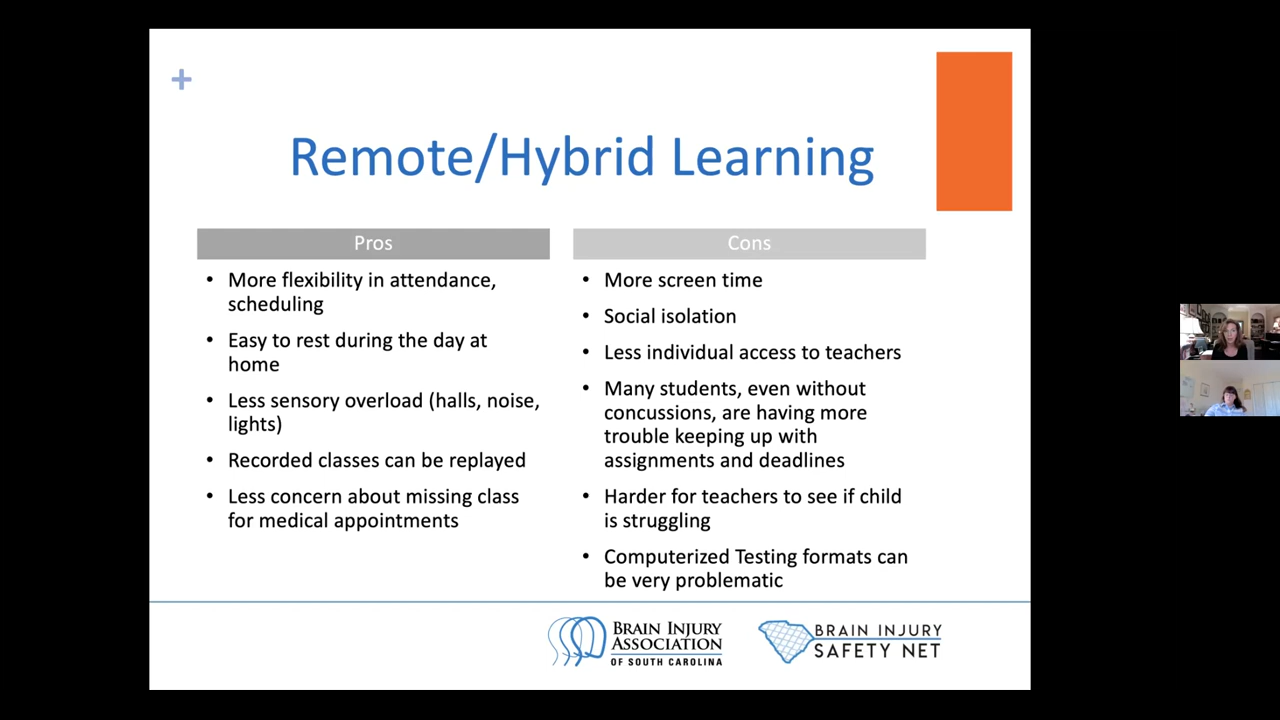 +
Remote/Hybrid Learning
Pros
• More flexibility in attendance,
scheduling
• Easy to rest during the day at
home
• Less sensory overload (halls, noise,
lights)
• Recorded classes can be replayed
• Less concern about missing class
for medical appointments
Cons
• More screen time
• Social isolation
• Less individual access to teachers
• Many students, even without
concussions, are having more
trouble keeping up with
assignments and deadlines
• Harder for teachers to see if child
is struggling
• Computerized Testing formats can
be very problematic
BRAIN INJURY
ASSOCIATION
OF SOUTH CAROLINA
BRAIN INJURY
SAFETY NET